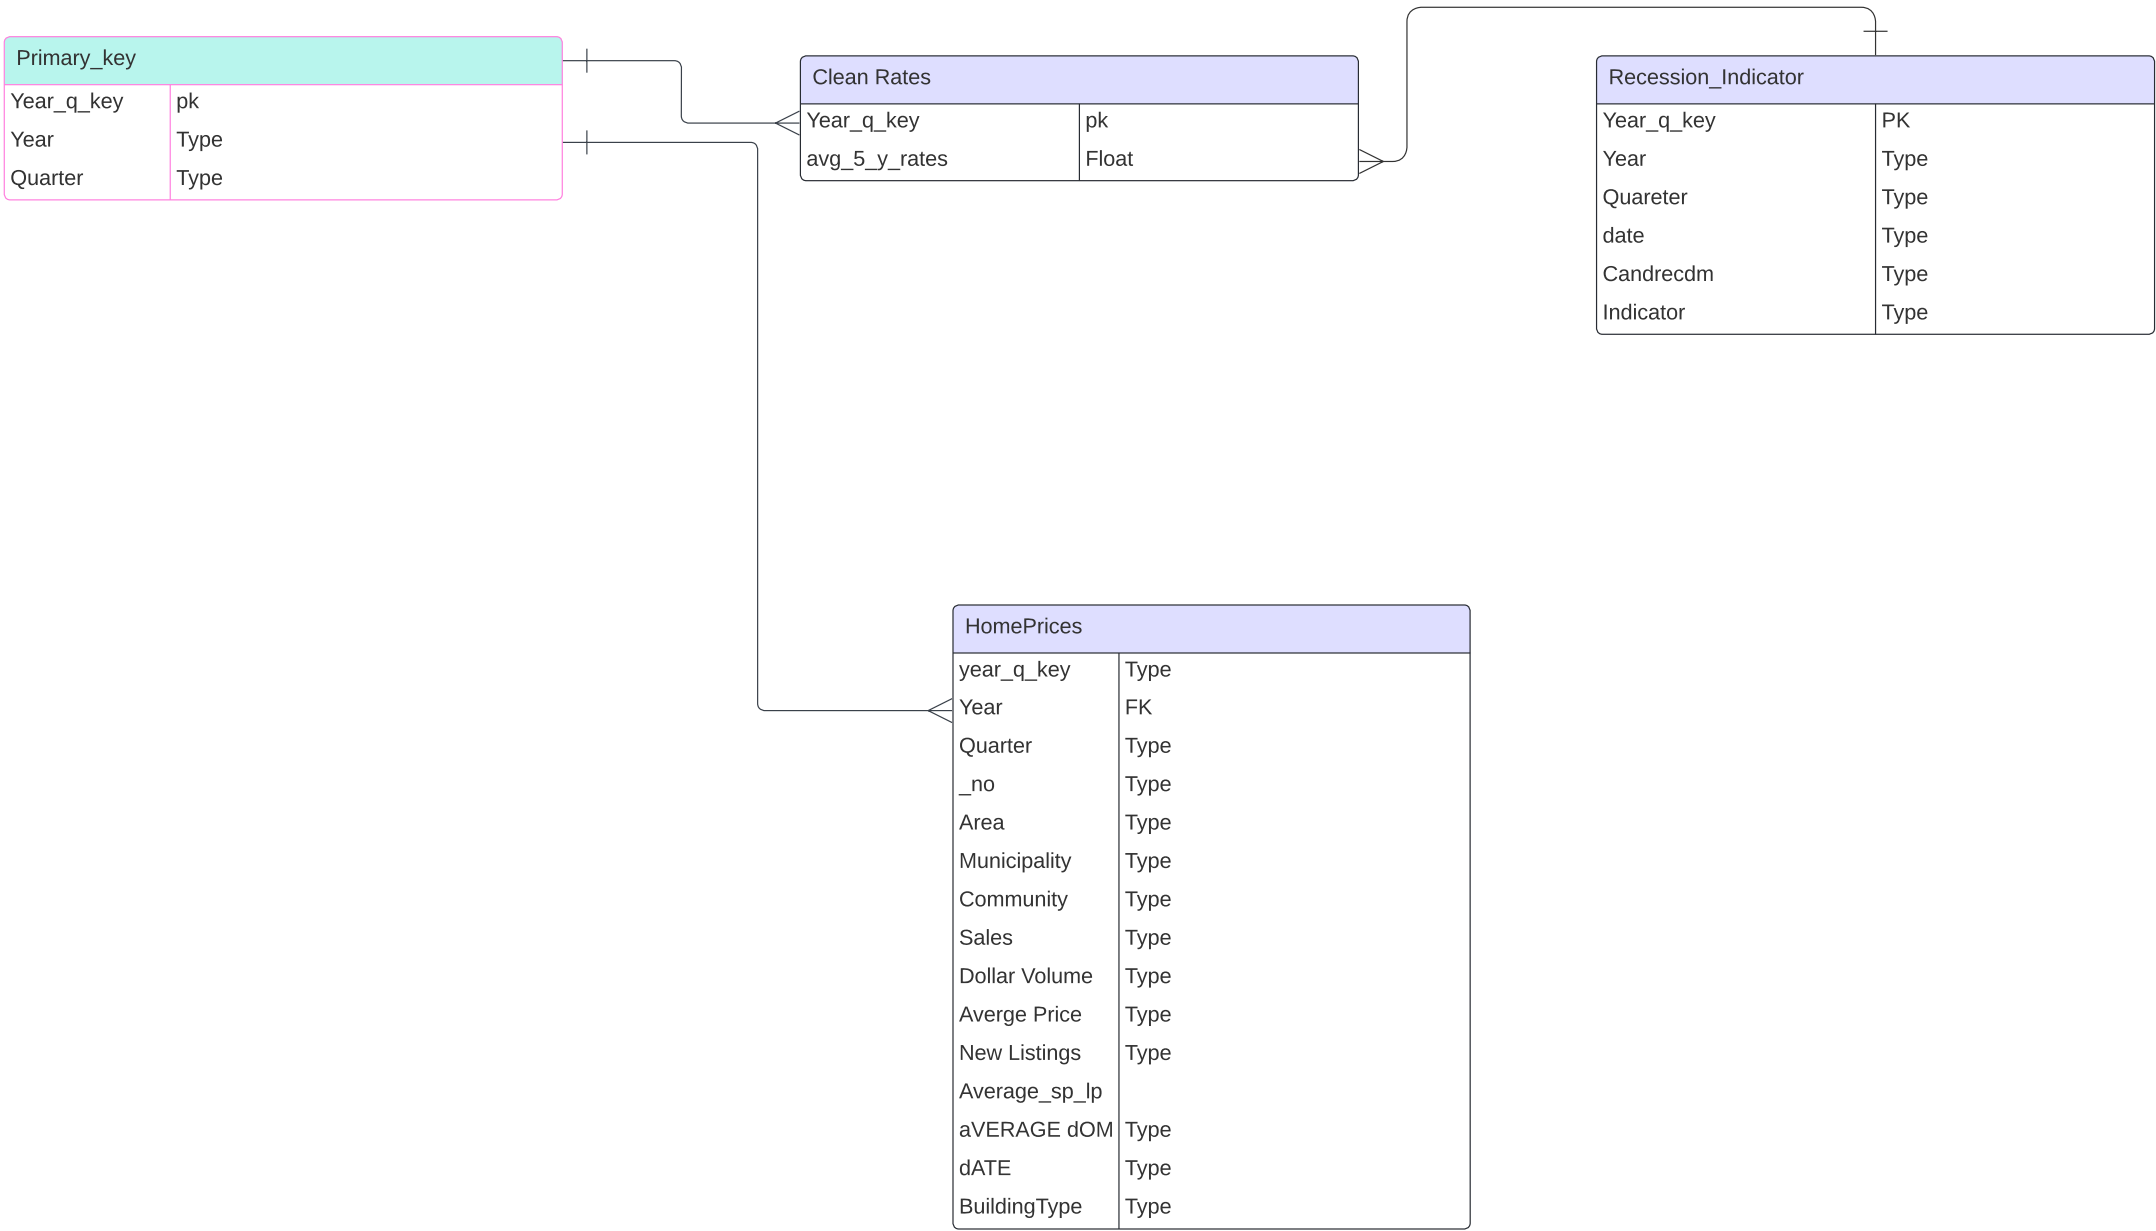 Primary_key
Year_q_key pk
Year Type
Quarter Type
Clean Rates
Year_q_key pk
avg_5_y_rates Float
Recession_Indicator
Year_q_key PK
Year Type
Quareter Type
date Type
Candrecdm Type
Indicator Type
HomePrices
year_q_key Type
Year FK
Quarter Type
_no Type
Area Type
Municipality Type
Community Type
Sales Type
Dollar Volume Type
Averge Price Type
New Listings Type
Average_sp_lp
aVERAGE dOM Type
dATE Type
BuildingType Type